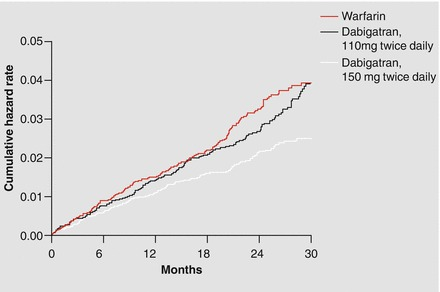 Warfarin
Dabigatran,
110mg twice daily
Dabigatran,
150 mg twice daily
0.05
0.04
0.03
0.02
0.01
0.00
Cumulative hazard rate
0 6 12 18 24 30
Months